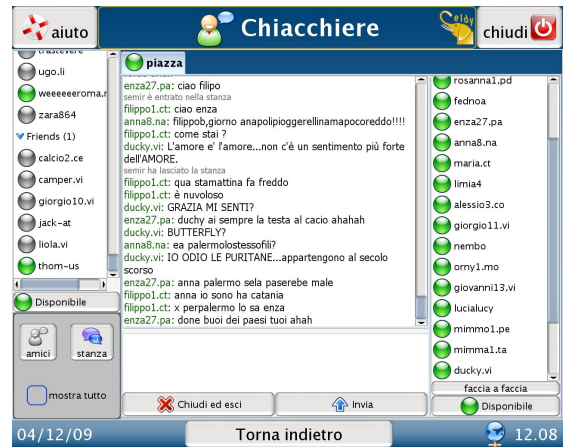 aiuto
Chiacchiere
Eldy
chiudi
trastevere
ugo.li
weeeeeeroma.r
zara864
Friends (1)
calcio2.ce
camper.vi
giorgio10.vi
jack-at
liola.vi
thom-us
Disponibile
amici
stanza
mostra tutto
piazza
enza27.pa: ciao filipo
semir è entrato nella stanza
filippo1.ct: ciao enza
anna8.na: filippob,giorno anapolipioggerellinamapocoreddo!!!!
filippo1.ct: come stai ?
ducky.vi: L'amore e' l'amore...non c'è un sentimento più forte
dell'AMORE.
semir ha lasciato la stanza
filippo1.ct: qua stamattina fa freddo
filippo1.ct: è nuvoloso
ducky.vi: GRAZIA MI SENTI?
enza27.pa: duchy ai sempre la testa al cacio ahahah
ducky.vi: BUTTERFLY?
anna8.na: ea palermolostessofili?
ducky.vi: IO ODIO LE PURITANE...appartengono al secolo
scorso
enza27.pa: anna palermo sela paserebe male
filippo1.ct: anna io sono ha catania
filippo1.ct: x perpalermo lo sa enza
enza27.pa: done buoi dei paesi tuoi ahah
Chiudi ed esci
Invia
rosanna1.pd
fednoa
enza27.pa
anna8.na
maria.ct
limia4
alessio3.co
giorgio11.vi
nembo
orny1.mo
giovanni13.vi
lucialucy
mimmo1.pe
mimma1.ta
ducky.vi
faccia a faccia
Disponibile
04/12/09
Torna indietro
12.08